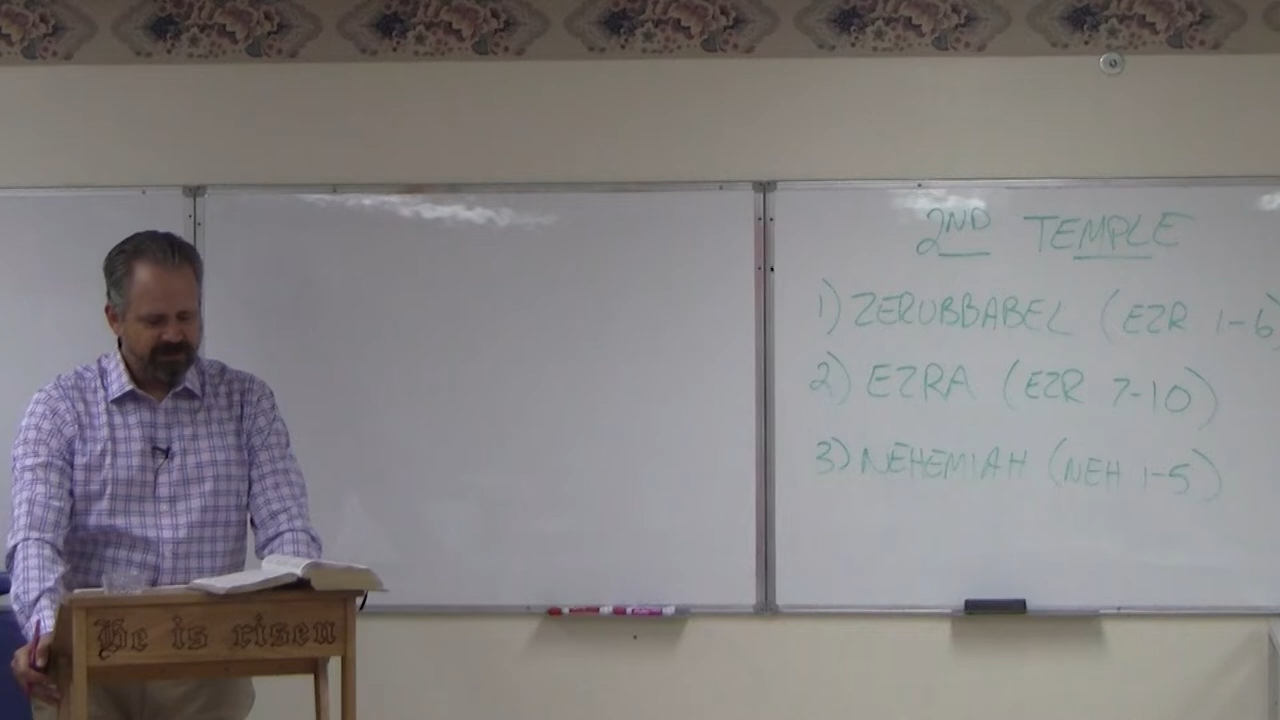 2ND TEMPLE
1) ZERUBBABEL (EZR 1-6)
2) EZRA (EZR 7-10)
3) NEHEMIAH (NEH 1-5)
He is risen